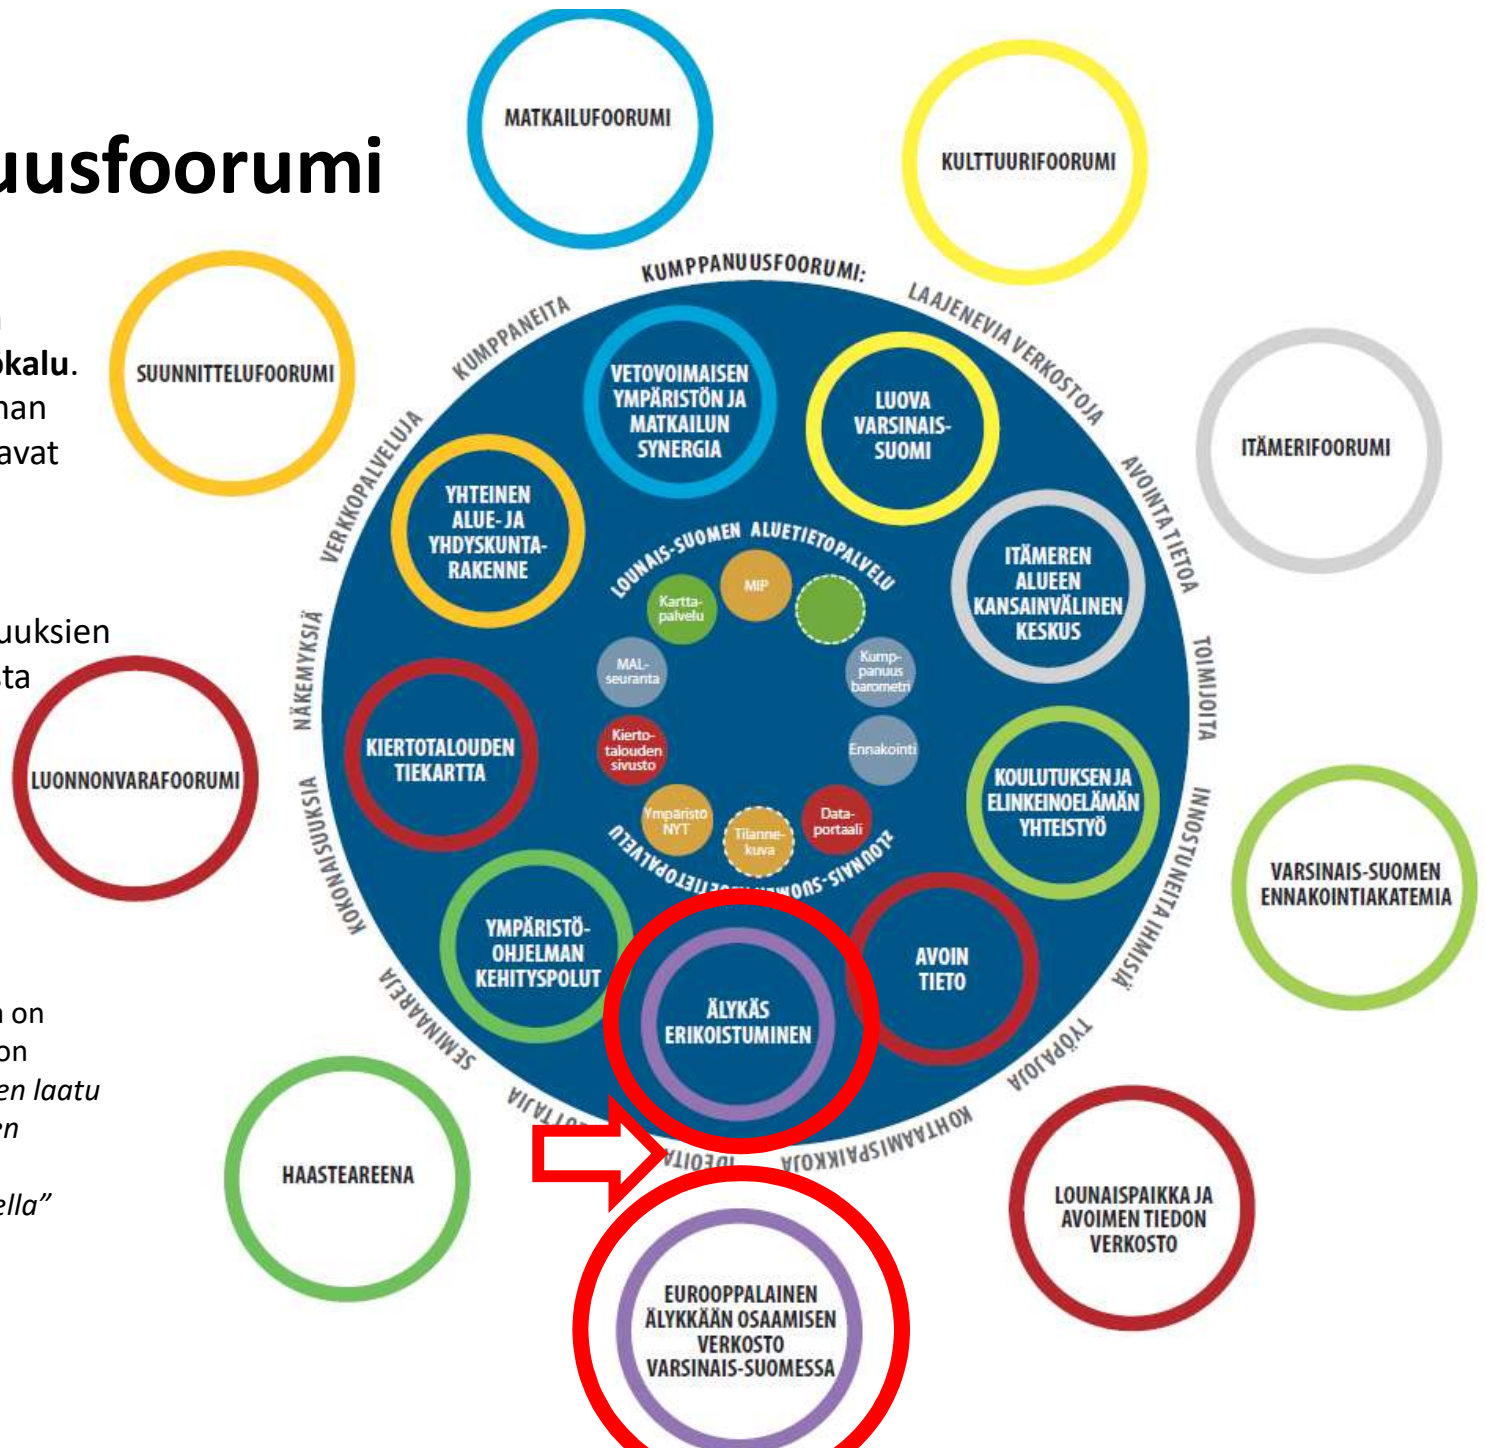 uusfoorumi
okalu.
nan
avat
uuksien
sta
n on
on
en laatu
en
ella”
MATKAILUFOORUMI
KULTTUURIFOORUMI
SUUNNITTELUFOORUMI
ITÄMERIFOORUMI
LUONNONVARAFOORUMI
VARSINAIS-SUOMEN
ENNAKOINTIAKATEMIA
HAASTEAREENA
LOUNAISPAIKKA JA
AVOIMEN TIEDON
VERKOSTO
EUROOPPALAINEN
ÄLYKKÄÄN OSAAMISEN
VERKOSTO
VARSINAIS-SUOMESSA
KUMPPANUUSFOORUMI:
LAAJENEVIA VERKOSTOJA
AVOINTA TIETOA
TOIMIJOITA
INNOSTUNEITA IHMISIÄ
TYÖPAJOJA
KOHTAAMISPAIKKOJA
IDEOITA
SEMINAAREJA
KOKONAISUUKSIA
NÄKEMYKSIÄ
VERKKOPALVELUJA
KUMPPANEITA
VETOVOIMAISEN
YMPÄRISTÖN JA
MATKAILUN
SYNERGIA
LUOVA
VARSINAIS-
SUOMI
YHTEINEN
ALUE- JA
YHDYSKUNTA-
RAKENNE
ITÄMEREN
ALUEEN
KANSAINVÄLINEN
KESKUS
KIERTOTALOUDEN
TIEKARTTA
KOULUTUKSEN JA
ELINKEINOELÄMÄN
YHTEISTYÖ
YMPÄRISTÖ-
OHJELMAN
KEHITYSPOLUT
AVOIN
TIETO
ÄLYKÄS
ERIKOISTUMINEN
LOUNAIS-SUOMEN ALUETIETOPALVELU
MIP
Kartta-
palvelu
MAL-
seuranta
Kump-
panuus
barometri
Kierto-
talouden
sivusto
Ennakointi
Ympäristö
NYT
Tilanne-
kuva
Data-
portaali